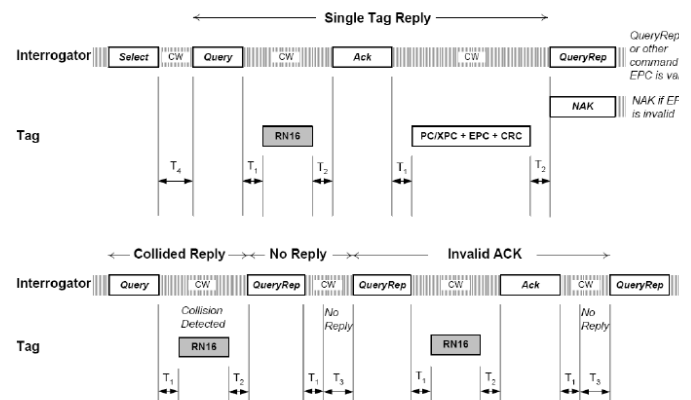 Single Tag Reply
Interrogator
Select
CW
Query
CW
Ack
CW
QueryRep
QueryRep
or other
command
EPC is
NAK
NAK if
is invalid
Tag
RN16
PC/XPC + EPC + CRC
T4
T1
T2
T1
T2
Collided Reply
No Reply
Invalid ACK
Interrogator
Query
CW
QueryRep
CW
QueryRep
CW
Ack
CW
QueryRep
Collision
Detected
No
Reply
No
Reply
Tag
RN16
RN16
T1
T2
T1
T3
T1
T2
T1
T3